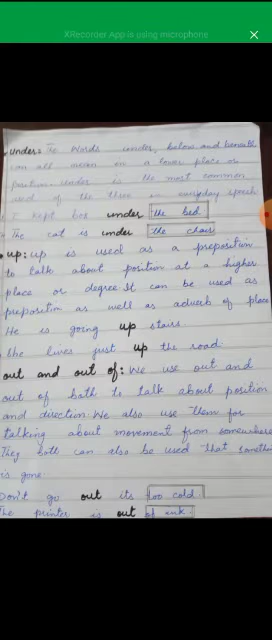 XRecorder App is using microphone
under: The Words under, below and beneath
can all mean in a lower place or
position. under is the most common
used of the three in everyday speech
I kept box under the bed
The cat is under the chair
up: up is used as a preposition
to talk about position at a higher
place or degree. It can be used as
preposition as well as adverb of place
He is going up stairs.
She lives just up the road.
out and out of: We use out and
out of both to talk about position
and direction. We also use them for
talking about movement from somewhere
They both can also be used that
is gone
Don't go out its too cold
The printer is out of ink.